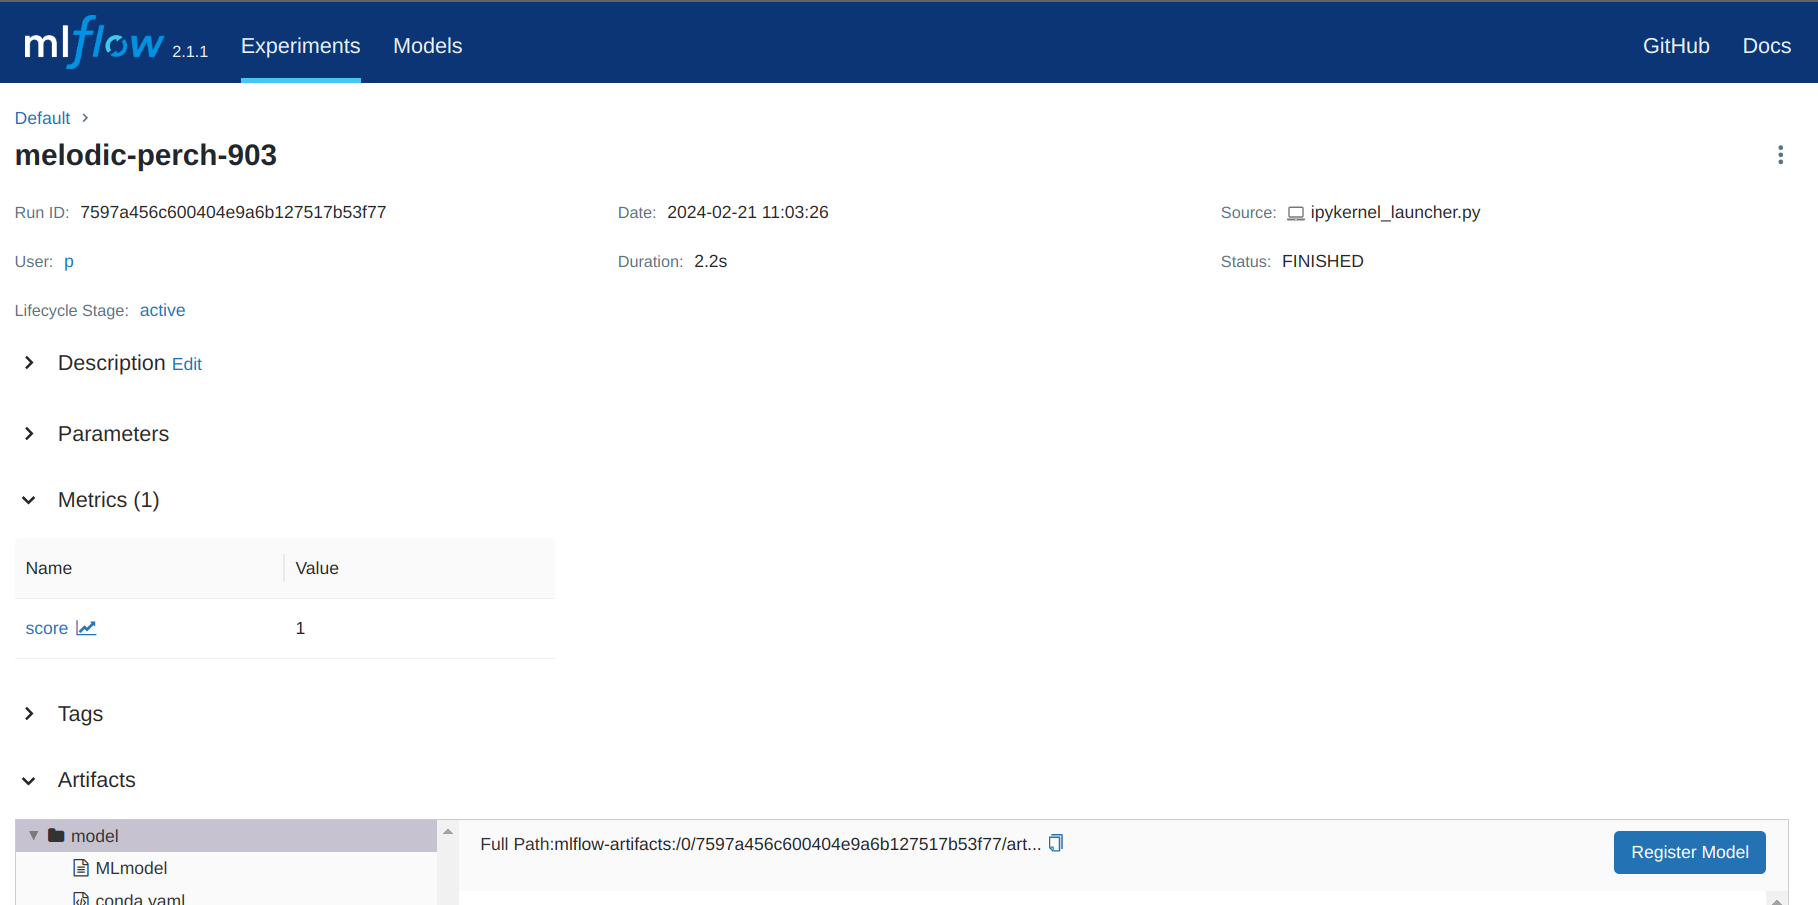 mlflow 2.1.1 Experiments Models GitHub Docs
Default
melodic-perch-903
Run ID: 7597a456c600404e9a6b127517b53f77 Date: 2024-02-21 11:03:26 Source: ipykernel_launcher.py
User: p Duration: 2.2s Status: FINISHED
Lifecycle Stage: active
Description Edit
Parameters
Metrics (1)
Name Value
score 1
Tags
Artifacts
model
Full Path:mlflow-artifacts:/0/7597a456c600404e9a6b127517b53f77/art...
Register Model
MLmodel
conda.yaml